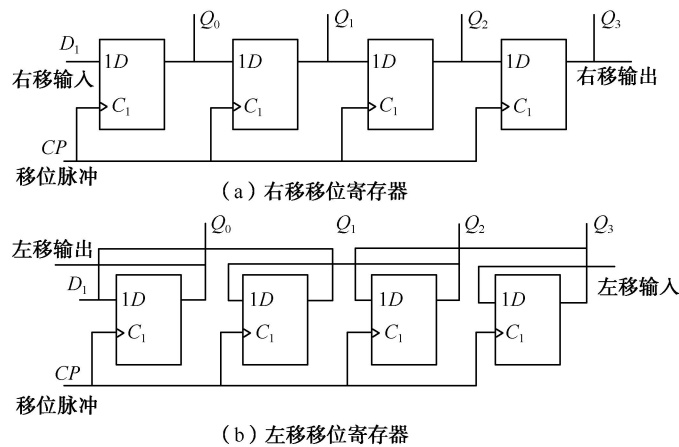 Q0 Q1 Q2 Q3
D1 1D 1D 1D 1D
右移输入 右移输出
C1 C1 C1 C1
CP
移位脉冲
（a）右移移位寄存器
Q0 Q1 Q2 Q3
左移输出
D1 1D 1D 1D 1D 左移输入
C1 C1 C1 C1
CP
移位脉冲
（b）左移移位寄存器